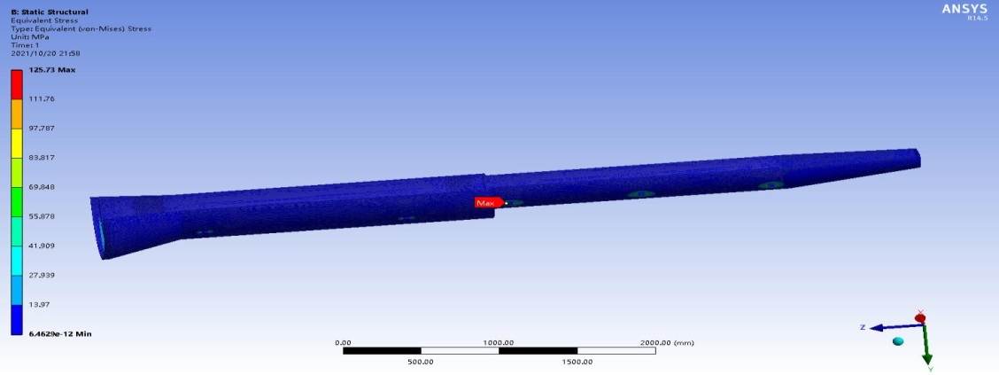 B: Static Structural
Equivalent Stress
Type: Equivalent (von-Mises) Stress
Unit: MPa
Time: 1
2021/10/20 21:58
ANSYS
R14.5
125.73 Max
111.76
97.787
83.817
69.848
55.878
41.909
27.939
13.97
6.4629e-12 Min
Max
0.00 1000.00 2000.00 (mm)
500.00 1500.00
X
Z
Y